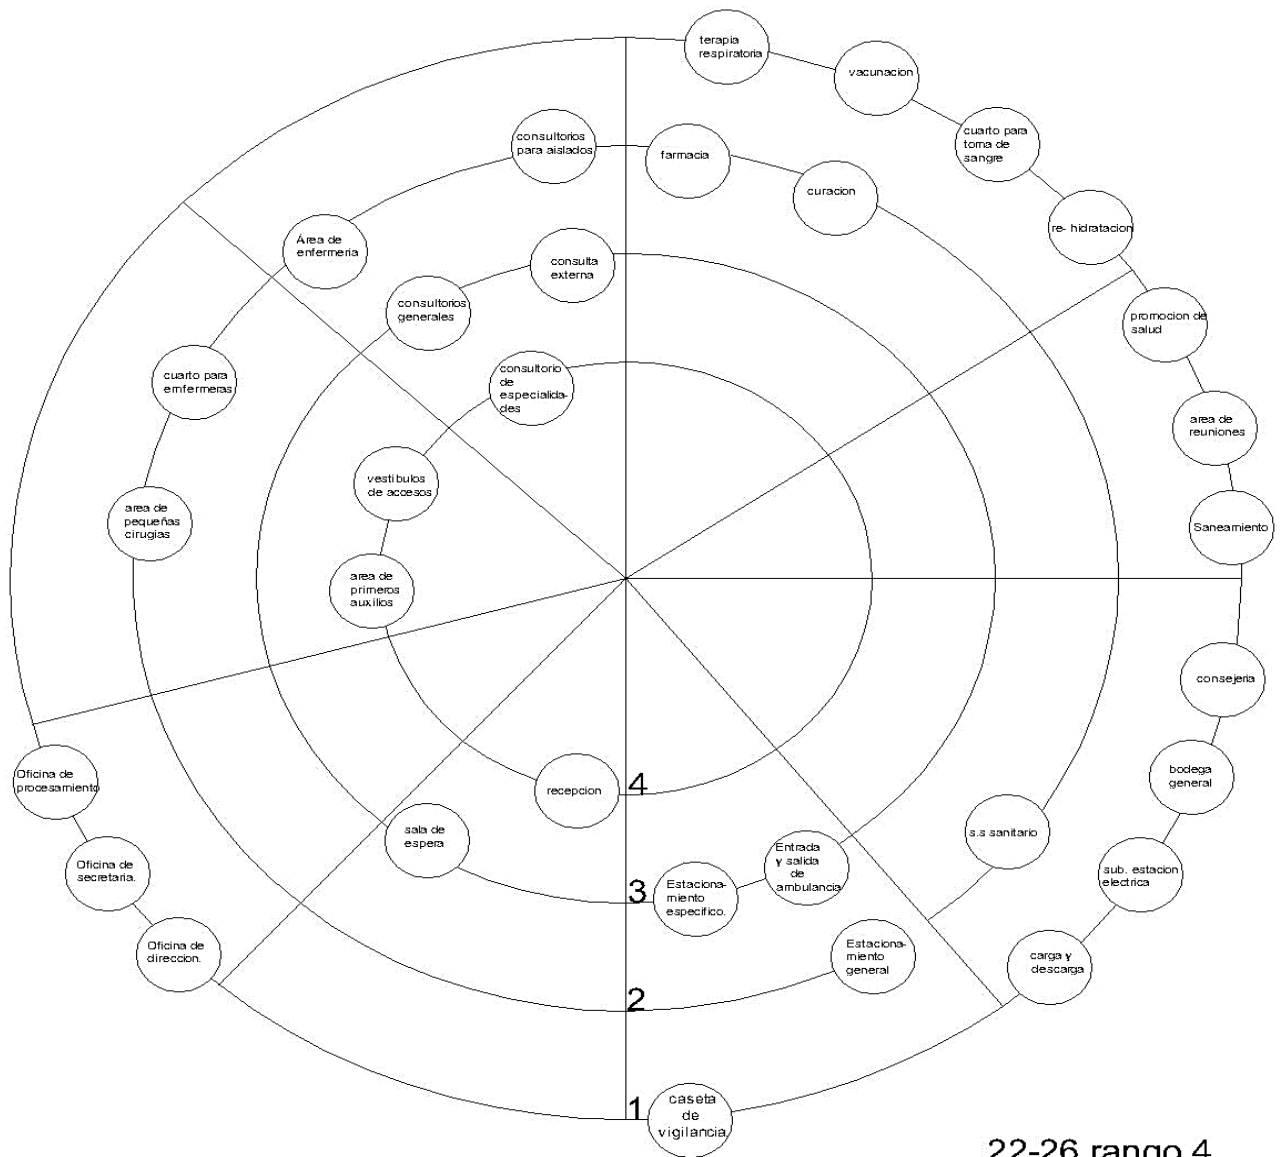 terapia
respiratoria
vacunacion
cuarto para
toma de
sangre
re- hidratacion
consultorios
para aislados
farmacia
curacion
Área de
enfermeria
consulta
externa
consultorios
generales
promocion de
salud
cuarto para
emfermeras
consultorio
de
especialida-
des
area de
reuniones
vestibulos
de accesos
area de
pequeñas
cirugias
Saneamiento
area de
primeros
auxilios
consejeria
Oficina de
procesamiento
recepcion
4
bodega
general
sala de
espera
s.s sanitario
Entrada
y salida
de
ambulancia
Oficina de
secretaria.
3
Estaciona-
miento
especifico.
sub. estacion
electrica
Oficina de
direccion.
Estaciona-
miento
general
carga y
descarga
2
1
caseta
de
vigilancia
22-26 rango 4